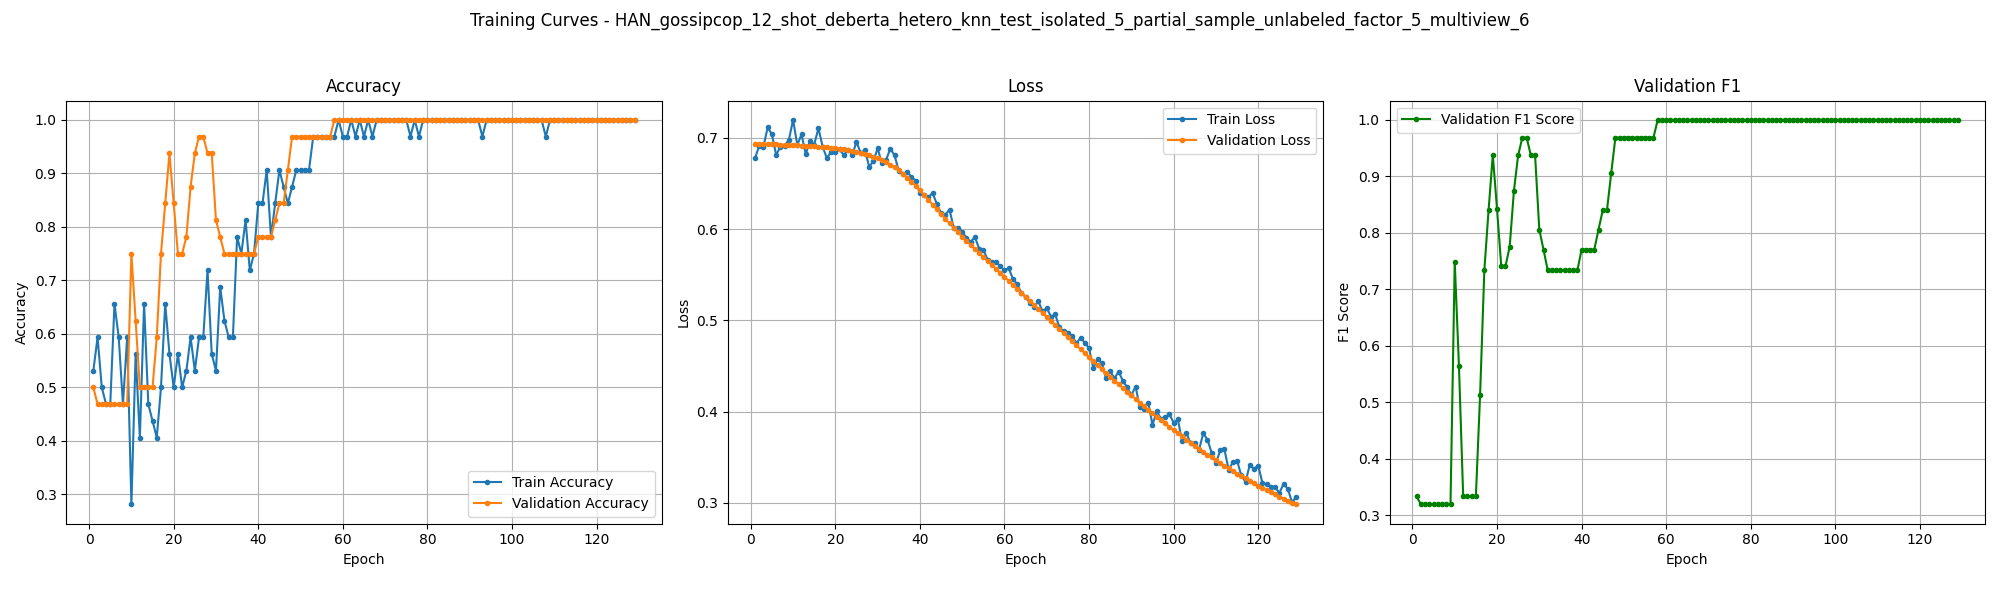 Training Curves - HAN_gossipcop_12_shot_deberta_hetero_knn_test_isolated_5_partial_sample_unlabeled_factor_5_multiview_6
Accuracy
1.0
0.9
0.8
0.7
0.6
0.5
0.4
0.3
Accuracy
Train Accuracy
Validation Accuracy
0 20 40 60 80 100 120
Epoch
Loss
0.7
0.6
0.5
0.4
0.3
Loss
Train Loss
Validation Loss
0 20 40 60 80 100 120
Epoch
Validation F1
1.0
0.9
0.8
0.7
0.6
0.5
0.4
0.3
F1 Score
Validation F1 Score
0 20 40 60 80 100 120
Epoch